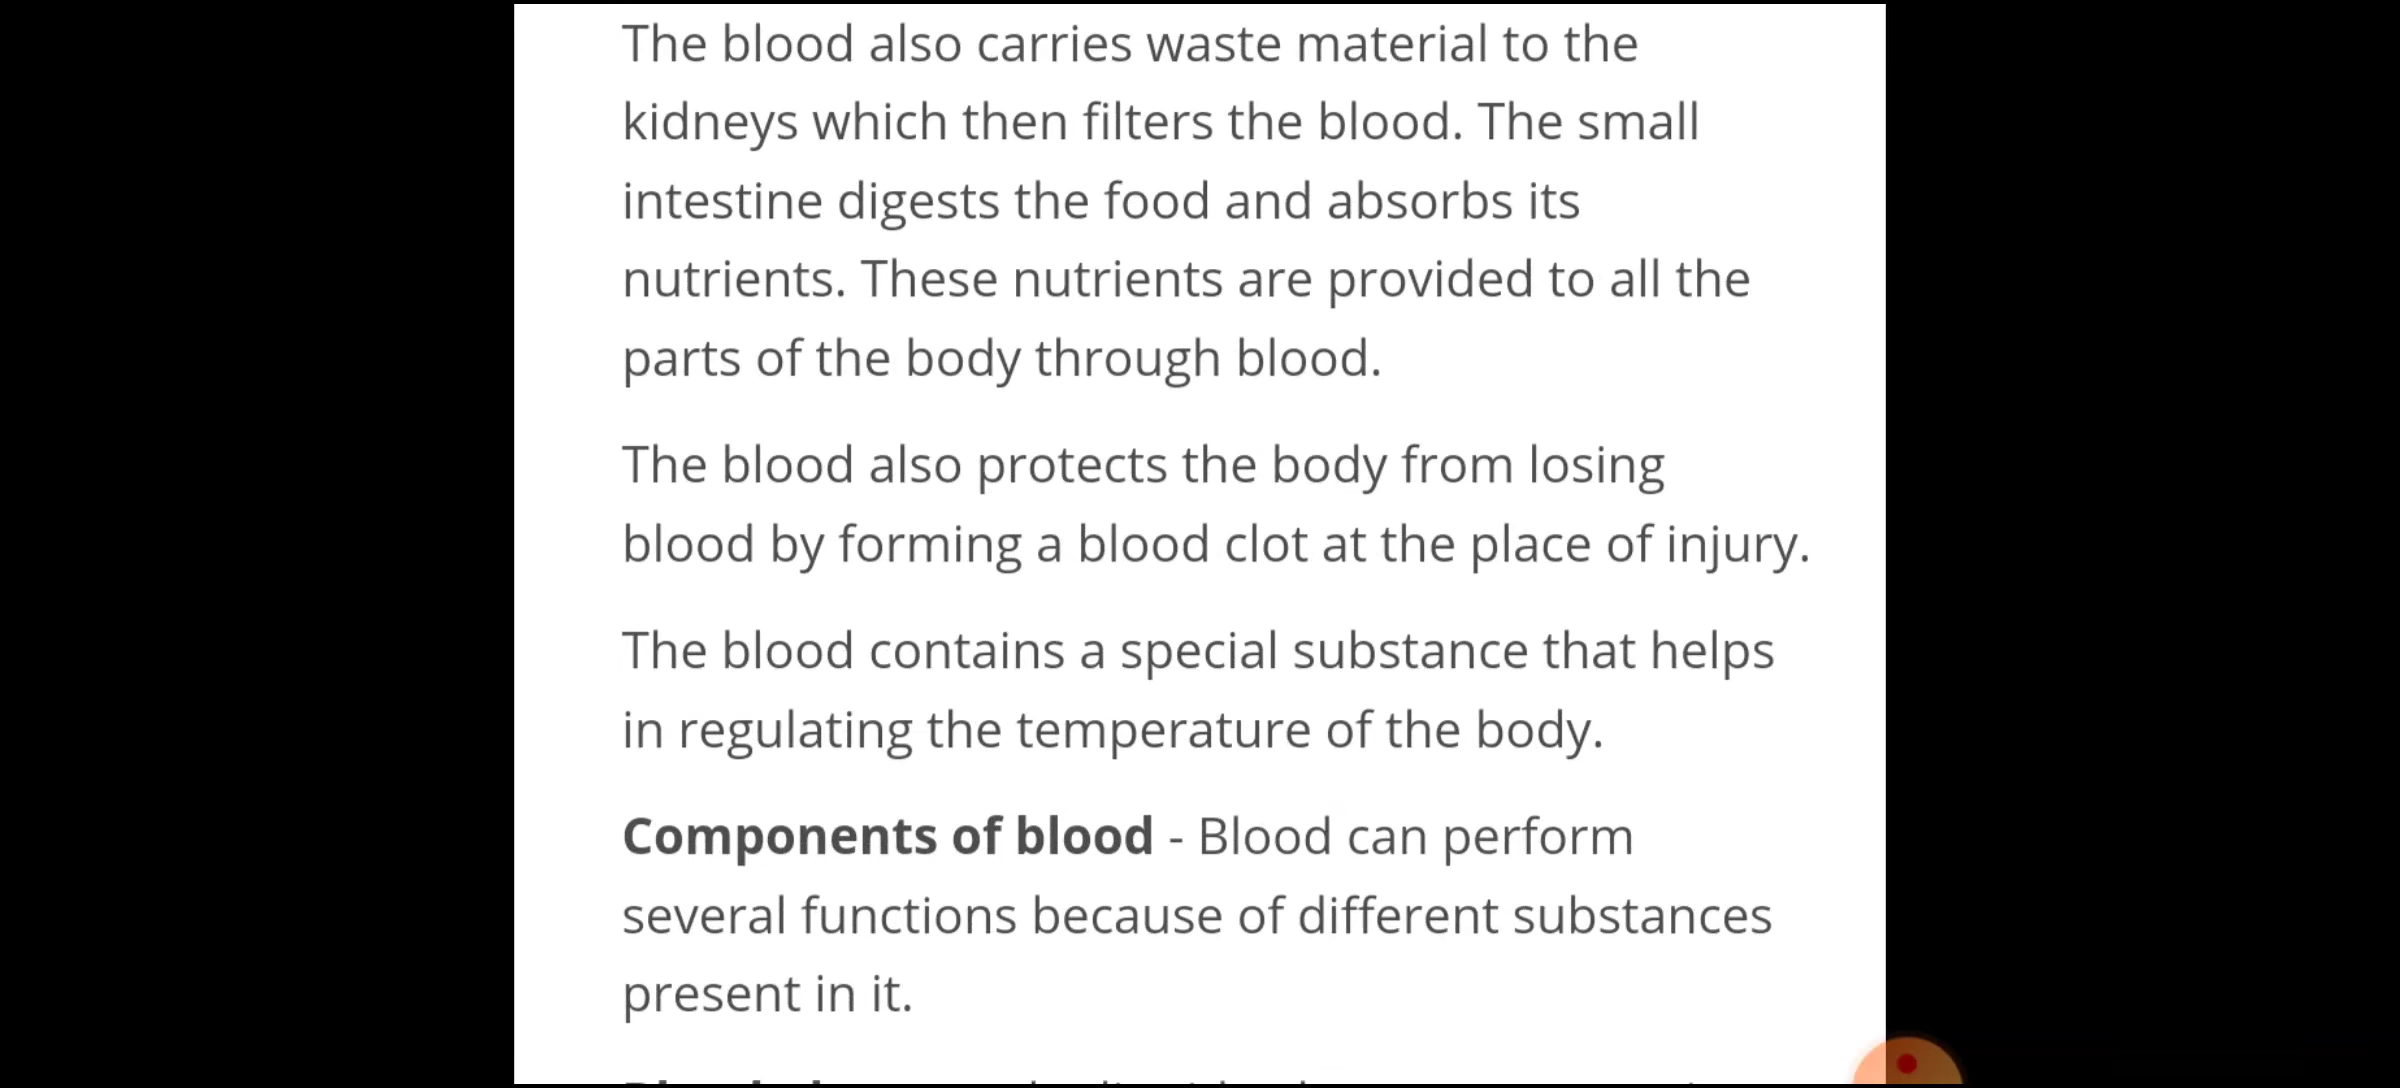 The blood also carries waste material to the
kidneys which then filters the blood. The small
intestine digests the food and absorbs its
nutrients. These nutrients are provided to all the
parts of the body through blood.
The blood also protects the body from losing
blood by forming a blood clot at the place of injury.
The blood contains a special substance that helps
in regulating the temperature of the body.
Components of blood - Blood can perform
several functions because of different substances
present in it.